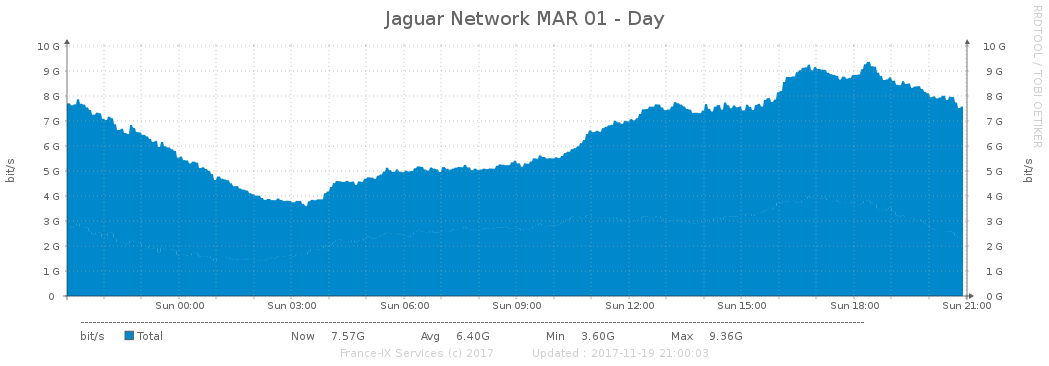 Jaguar Network MAR 01 - Day
RRDTOOL / TOBI OETIKER
10 G 10 G
9 G 9 G
8 G 8 G
7 G 7 G
6 G 6 G
5 G 5 G
4 G 4 G
3 G 3 G
2 G 2 G
1 G 1 G
0 0 G
bit/s
bit/s
Sun 00:00 Sun 03:00 Sun 06:00 Sun 09:00 Sun 12:00 Sun 15:00 Sun 18:00 Sun 21:00
bit/s Total Now 7.57G Avg 6.40G Min 3.60G Max 9.36G
France-IX Services (c) 2017 Updated : 2017-11-19 21:00:03